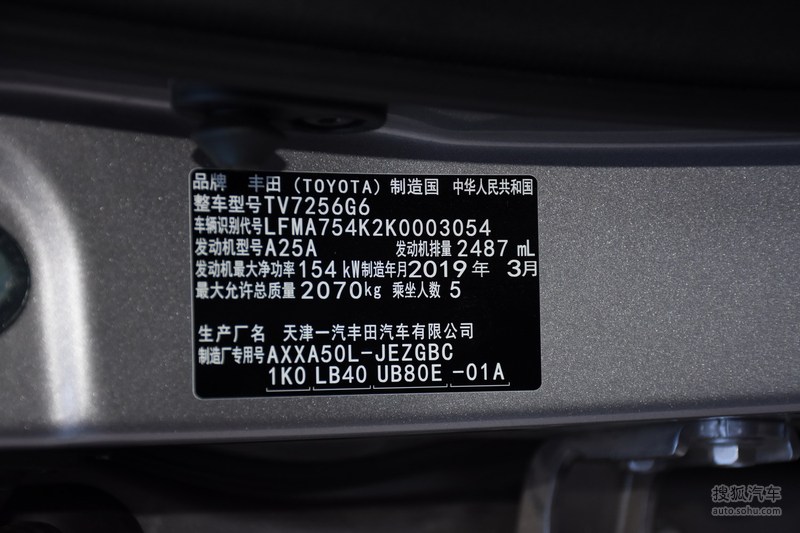 品牌 丰田 (TOYOTA) 制造国 中华人民共和国
整车型号TV7256G6
车辆识别代号LFMA754K2K0003054
发动机型号A25A 发动机排量2487 mL
发动机最大净功率154 kW制造年月2019年 3月
最大允许总质量2070kg 乘坐人数 5
生产厂名 天津一汽丰田汽车有限公司
制造厂专用号AXXA50L-JEZGBC
1K0 LB40 UB80E -01A
搜狐汽车
auto.sohu.com